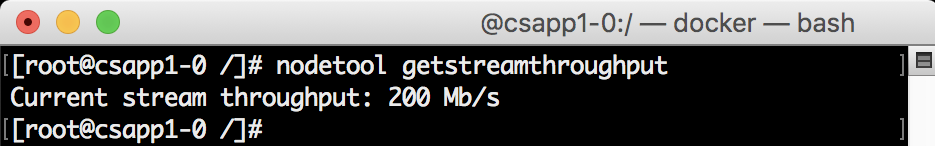 @csapp1-0:/ — docker — bash
[[root@csapp1-0 /]# nodetool getstreamthroughput ]
Current stream throughput: 200 Mb/s
[[root@csapp1-0 /]# ]